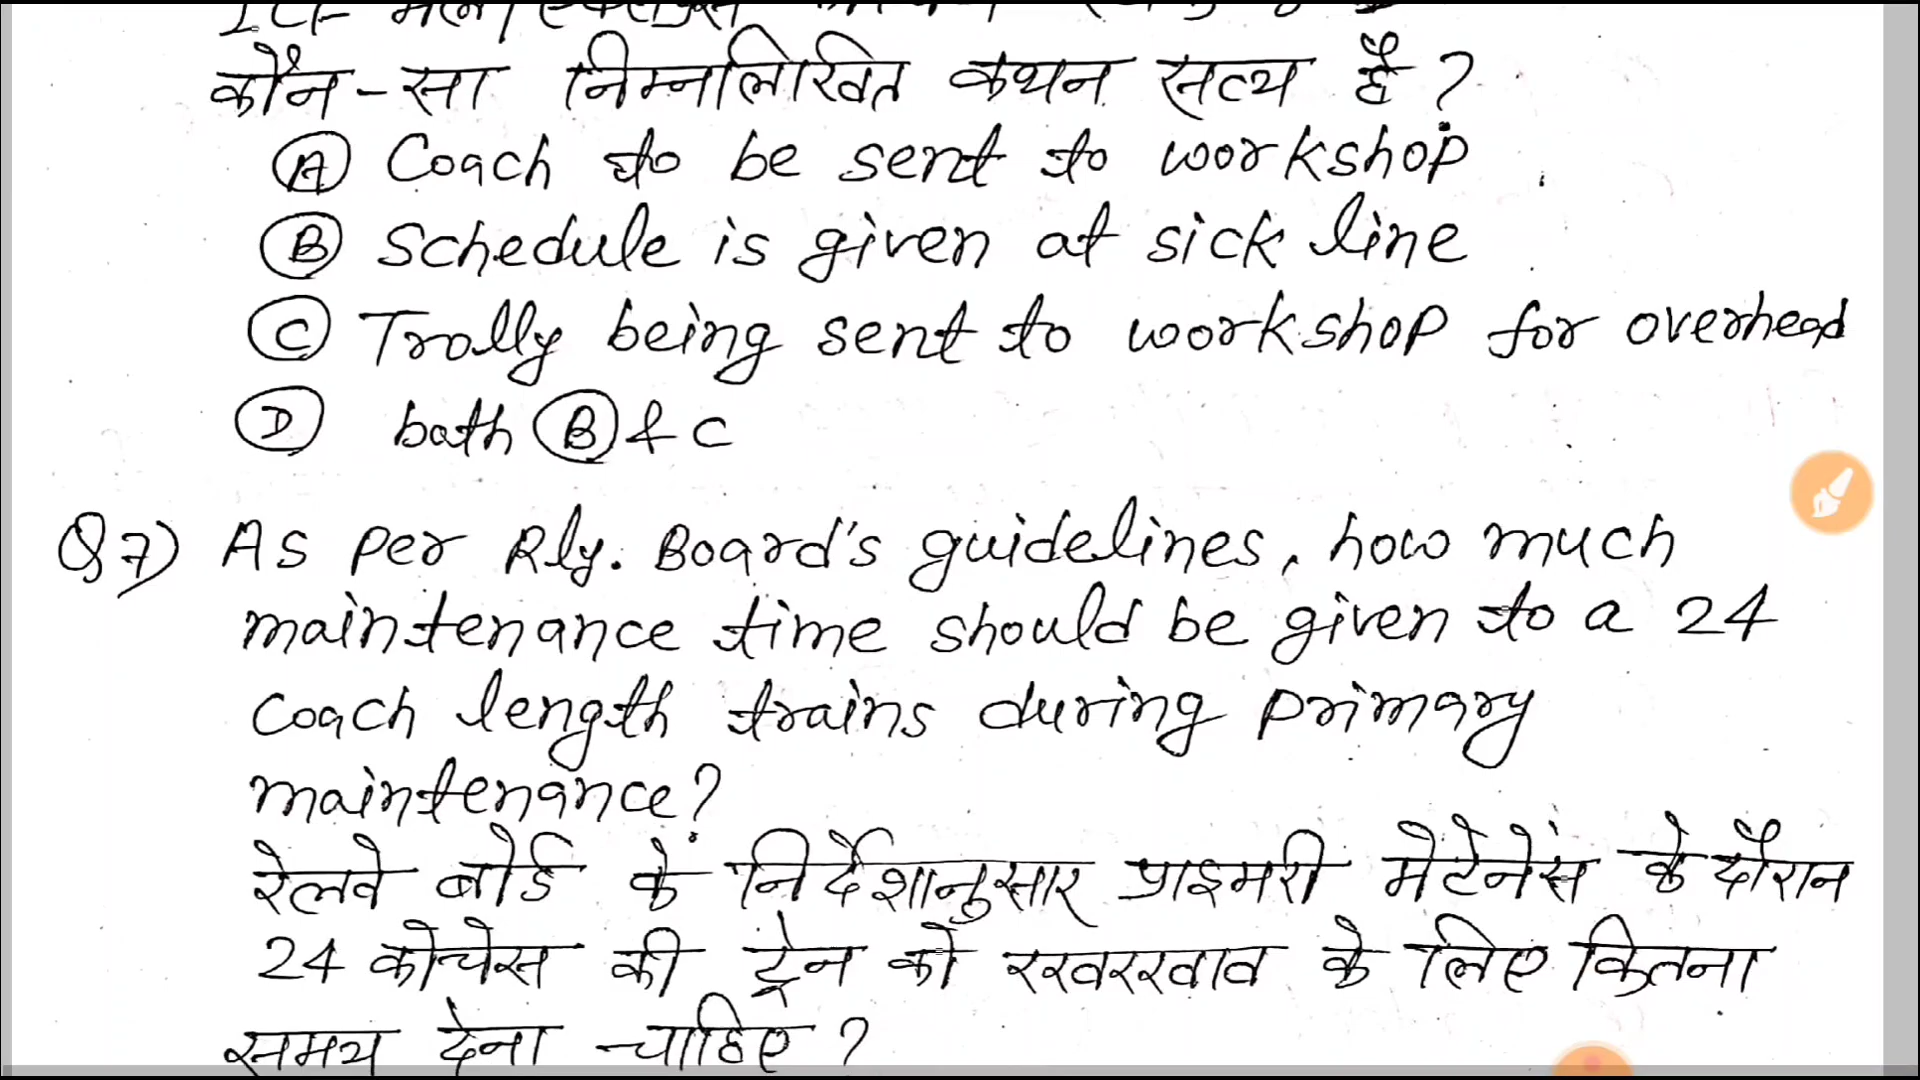 कौन-सा निम्नलिखित कथन सत्य है?
(A) Coach to be sent to workshop
(B) Schedule is given at sick line
(C) Trolly being sent to workshop for overhead
(D) bath (B) & C
Q7) As per Rly. Board's guidelines, how much
maintenance time should be given to a 24
coach length trains during primary
maintenance?
रेलवे बोर्ड के निर्देशानुसार प्राइमरी मेंटेनेंस के दौरान
24 कोचेस की ट्रेन को रखरखाव के लिए कितना
समय देना चाहिए?